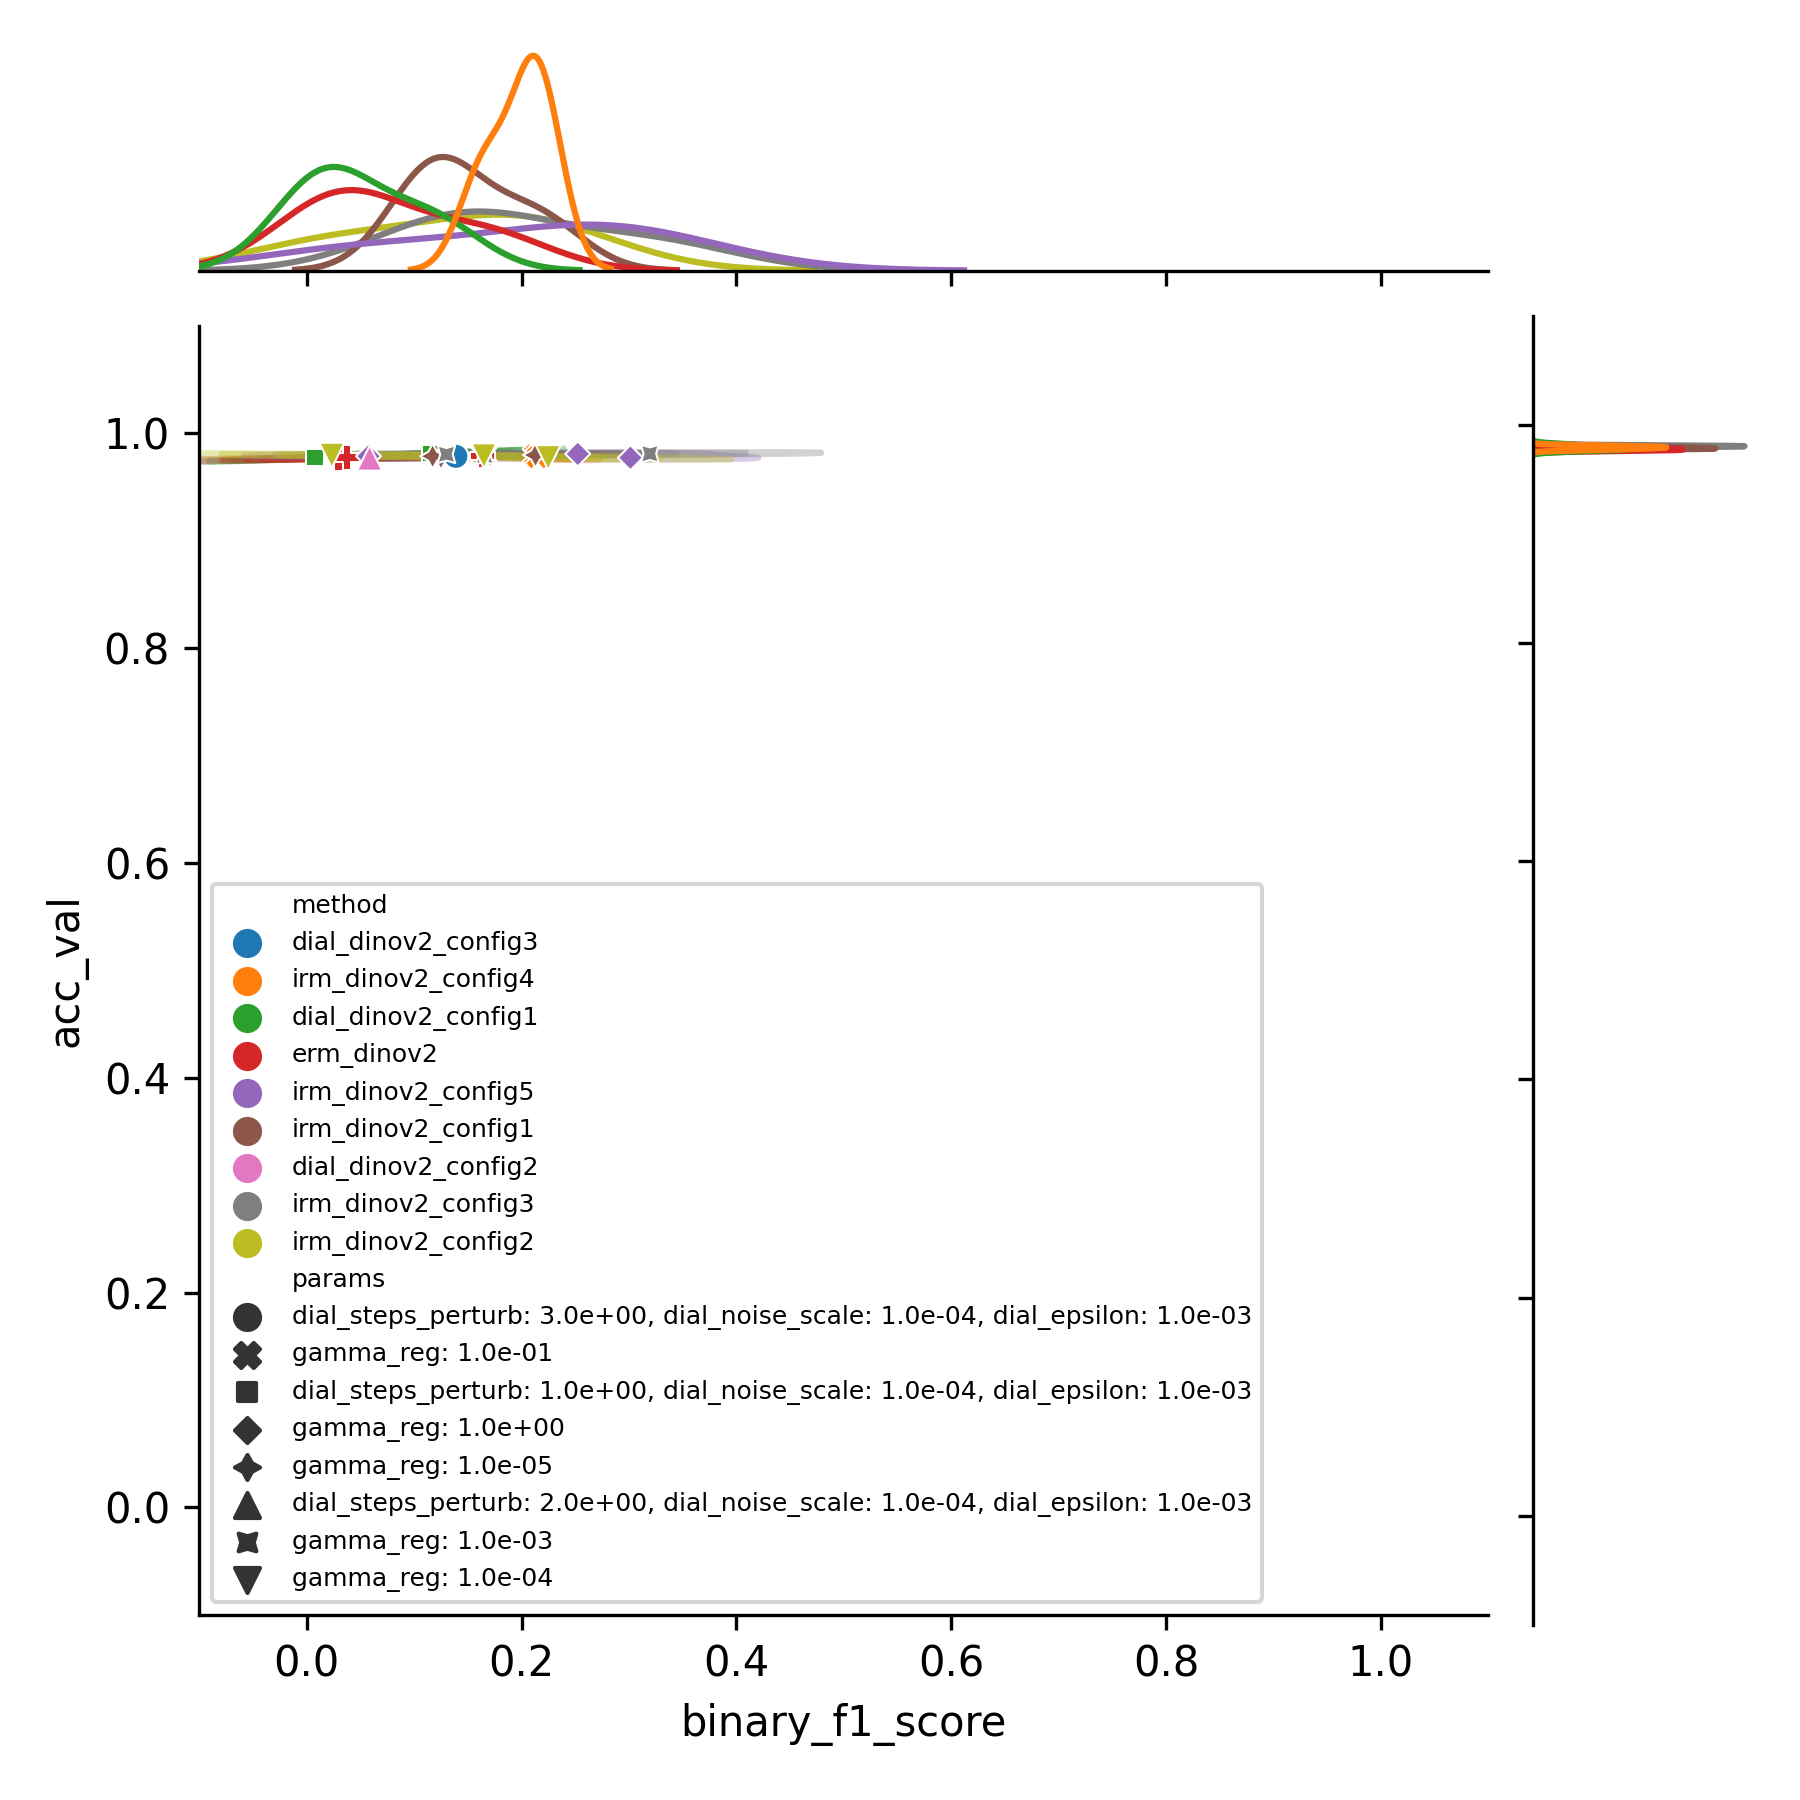 1.0
0.8
0.6
0.4
0.2
0.0
acc_val
method
dial_dinov2_config3
irm_dinov2_config4
dial_dinov2_config1
erm_dinov2
irm_dinov2_config5
irm_dinov2_config1
dial_dinov2_config2
irm_dinov2_config3
irm_dinov2_config2
params
dial_steps_perturb: 3.0e+00, dial_noise_scale: 1.0e-04, dial_epsilon: 1.0e-03
gamma_reg: 1.0e-01
dial_steps_perturb: 1.0e+00, dial_noise_scale: 1.0e-04, dial_epsilon: 1.0e-03
gamma_reg: 1.0e+00
gamma_reg: 1.0e-05
dial_steps_perturb: 2.0e+00, dial_noise_scale: 1.0e-04, dial_epsilon: 1.0e-03
gamma_reg: 1.0e-03
gamma_reg: 1.0e-04
0.0 0.2 0.4 0.6 0.8 1.0
binary_f1_score